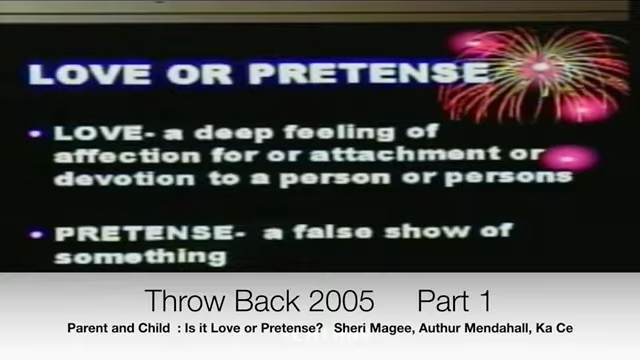 LOVE OR PRETENSE
• LOVE- a deep feeling of
affection for or attachment or
devotion to a person or persons
• PRETENSE- a false show of
something
Throw Back 2005 Part 1
Parent and Child : Is it Love or Pretense? Sheri Magee, Authur Mendahall, Ka Ce